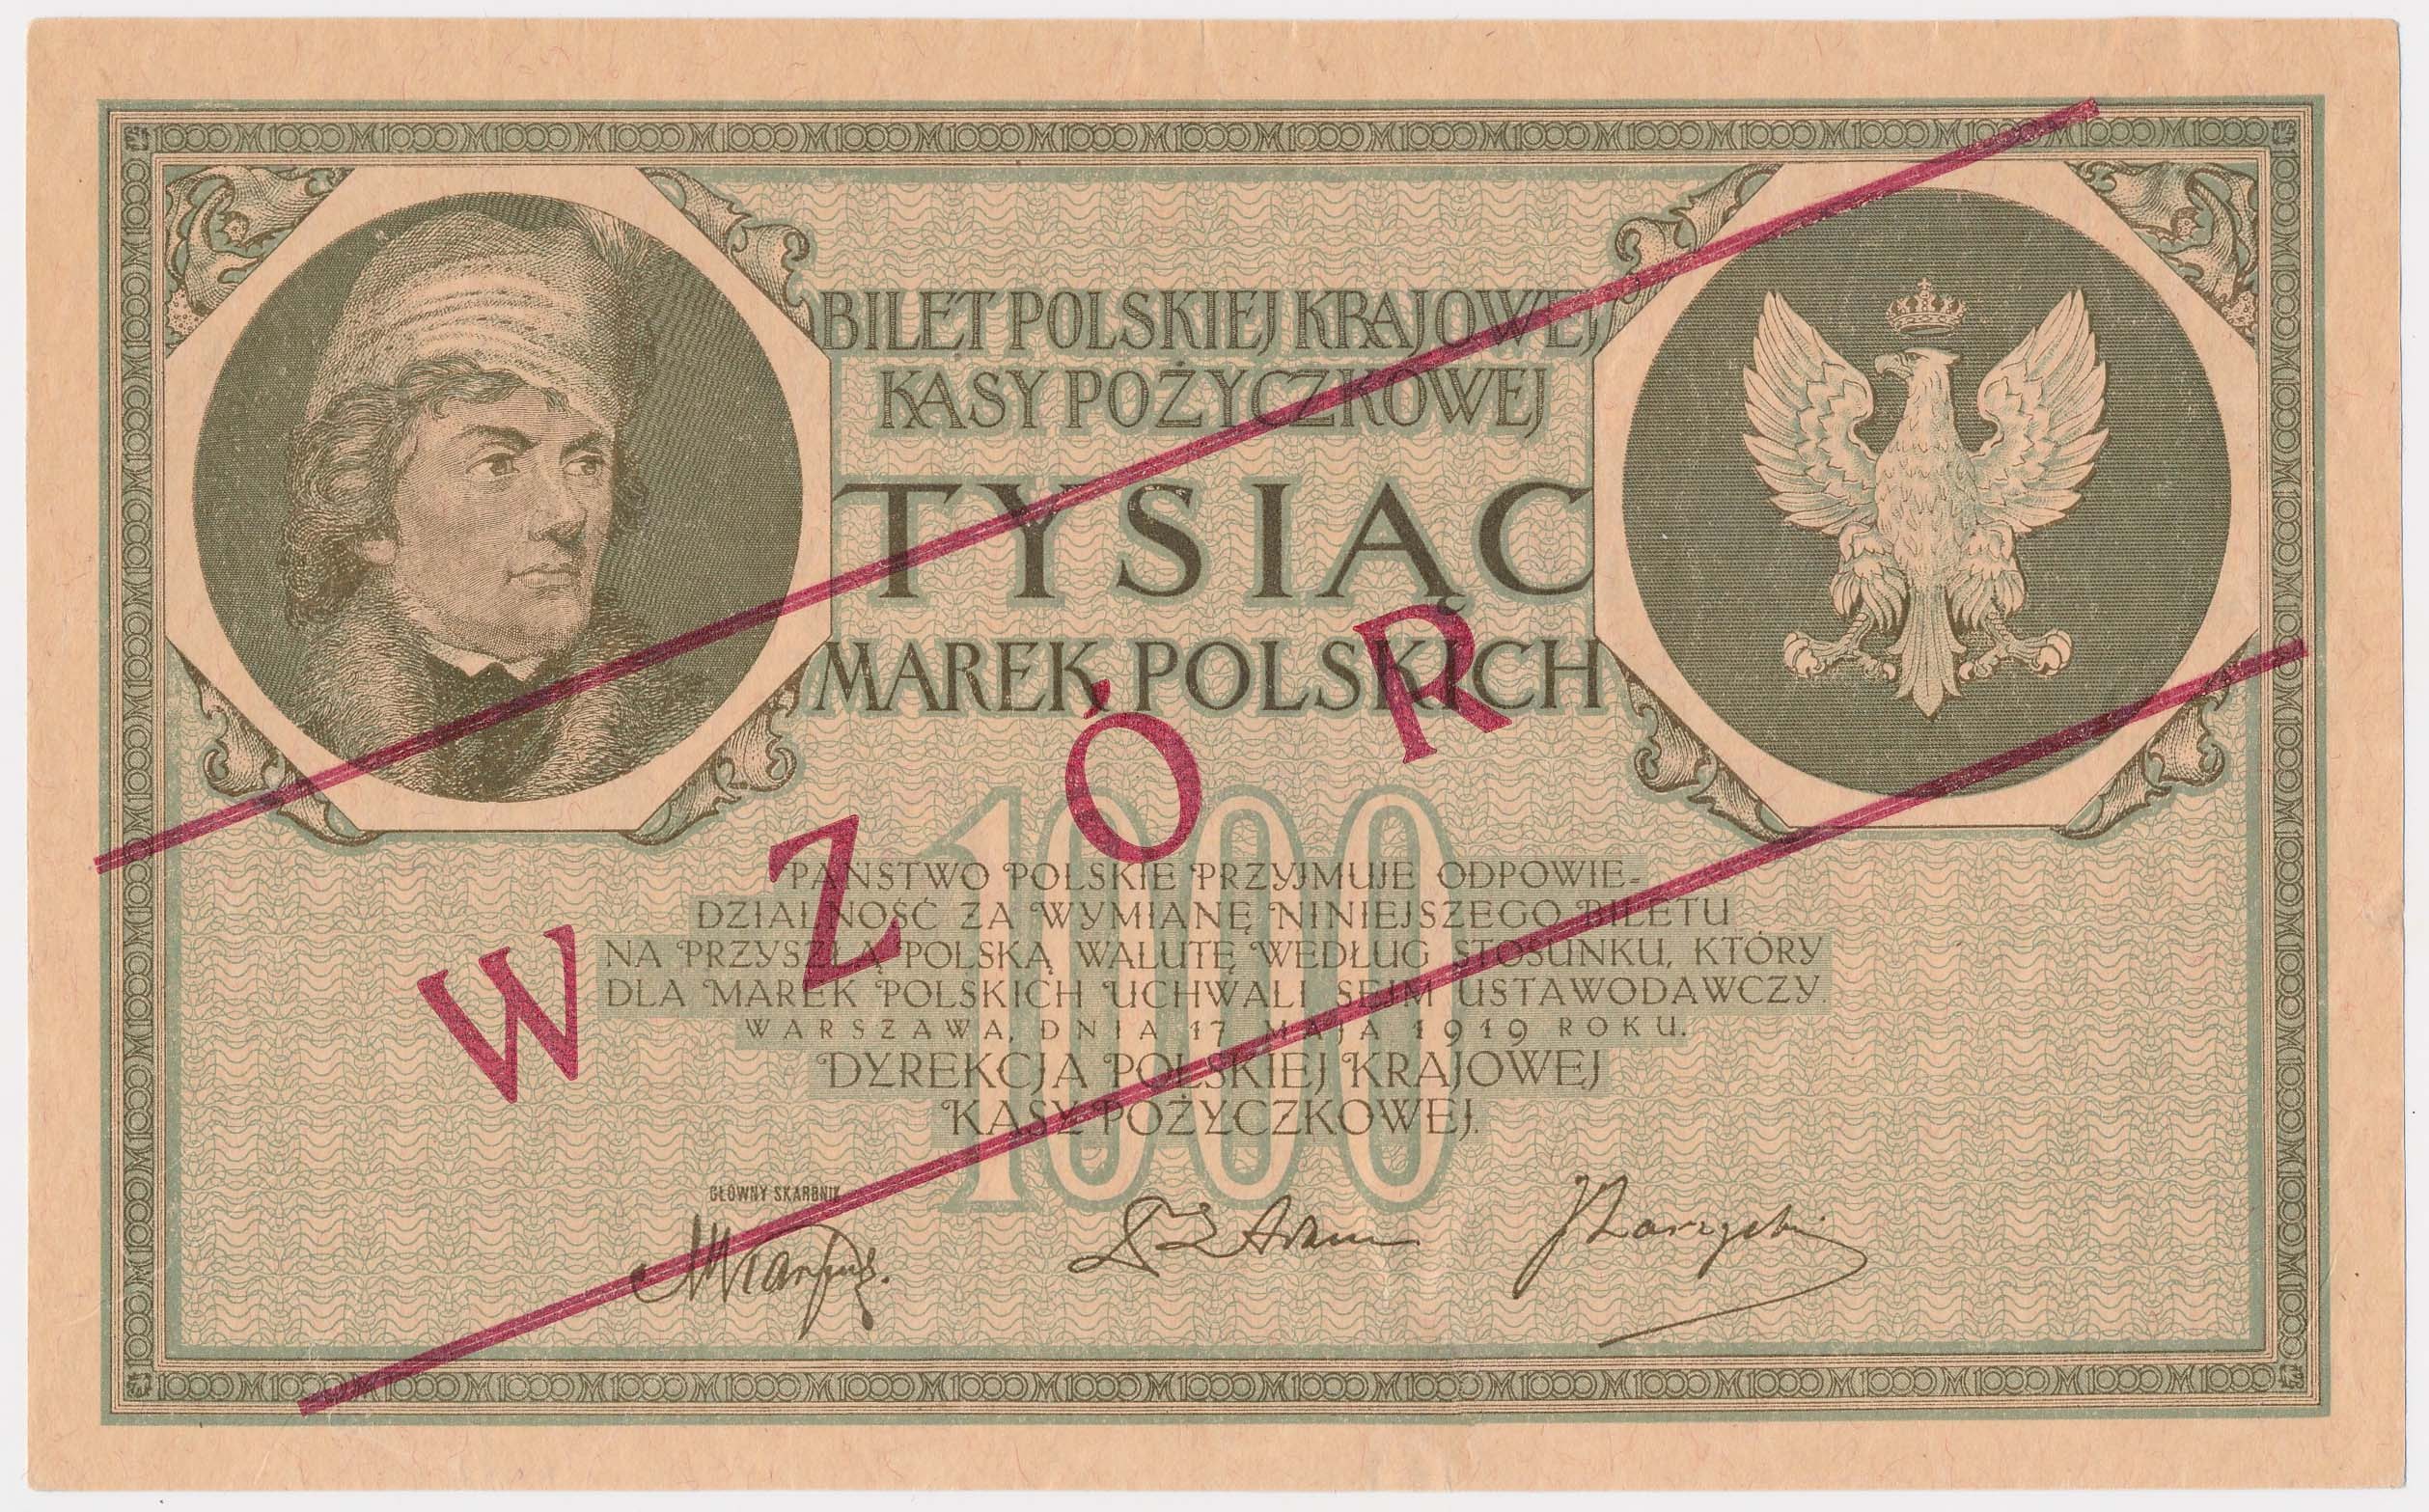 BILET POLSKIEJ KRAJOWEJ
KASY POŻYCZKOWEJ
TYSIĄC
MAREK POLSKICH
WZÓR
1000
PAŃSTWO POLSKIE PRZYJMUJE ODPOWIE-
DZIALNOŚĆ ZA WYMIANĘ NINIEJSZEGO BILETU
NA PRZYSZŁĄ POLSKĄ WALUTĘ WEDŁUG STOSUNKU, KTÓRY
DLA MAREK POLSKICH UCHWALI SEJM USTAWODAWCZY.
WARSZAWA, DNIA 17 MAJA 1919 ROKU.
DYREKCJA POLSKIEJ KRAJOWEJ
KASY POŻYCZKOWEJ.
GŁÓWNY SKARBNIK